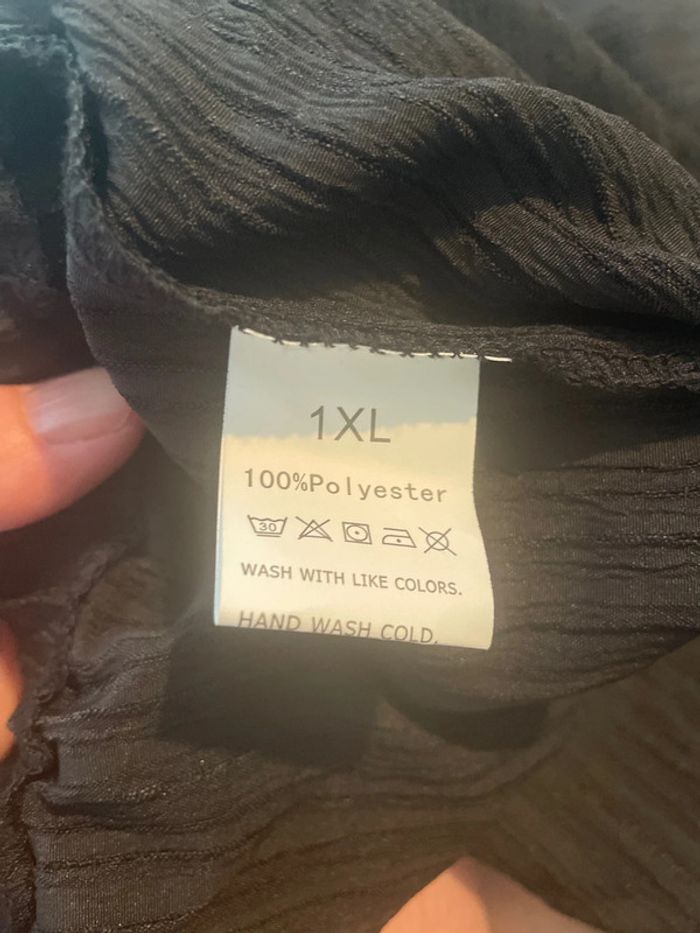 1XL
100%Polyester
30
WASH WITH LIKE COLORS.
HAND WASH COLD.